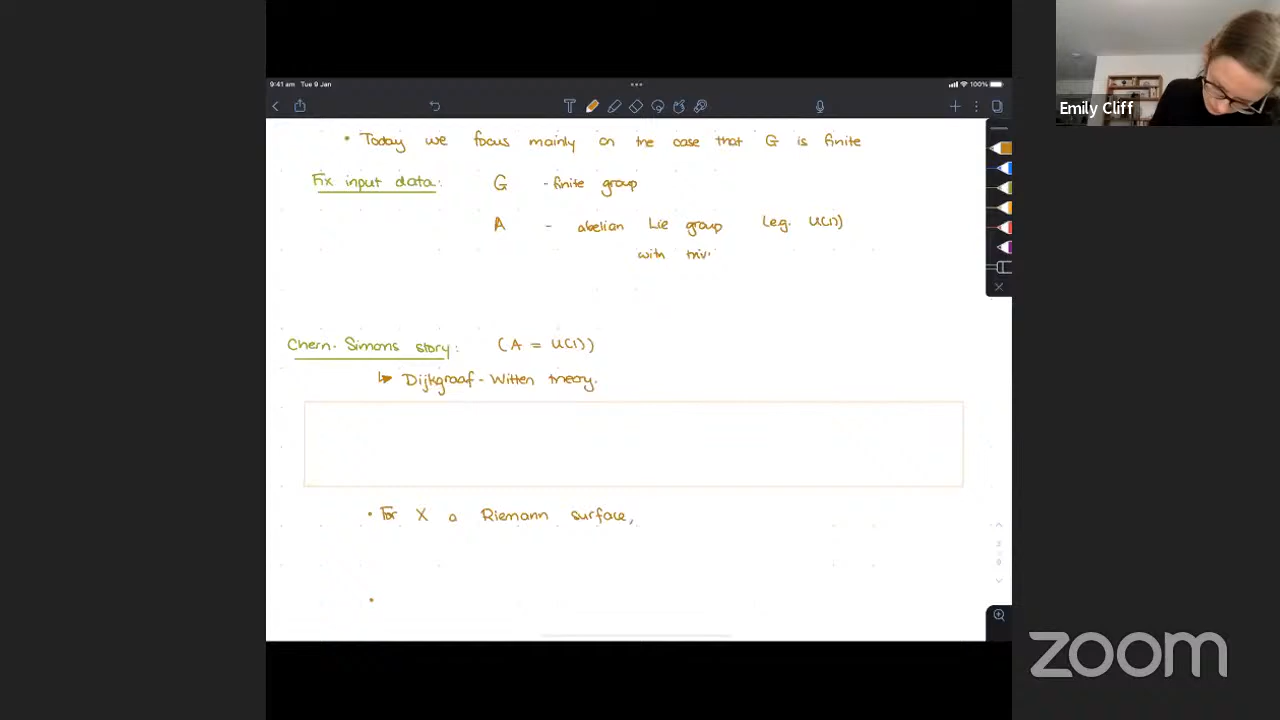 9:41 am Tue 9 Jan
100%
Emily Cliff
• Today we focus mainly on the case that G is finite
Fix input data: G - finite group
A - abelian Lie group (eg. U(1))
with triv
Chern-Simons story: (A = U(1))
↳ Dijkgraaf-Witten theory.
• For X a Riemann surface,
•
zoom